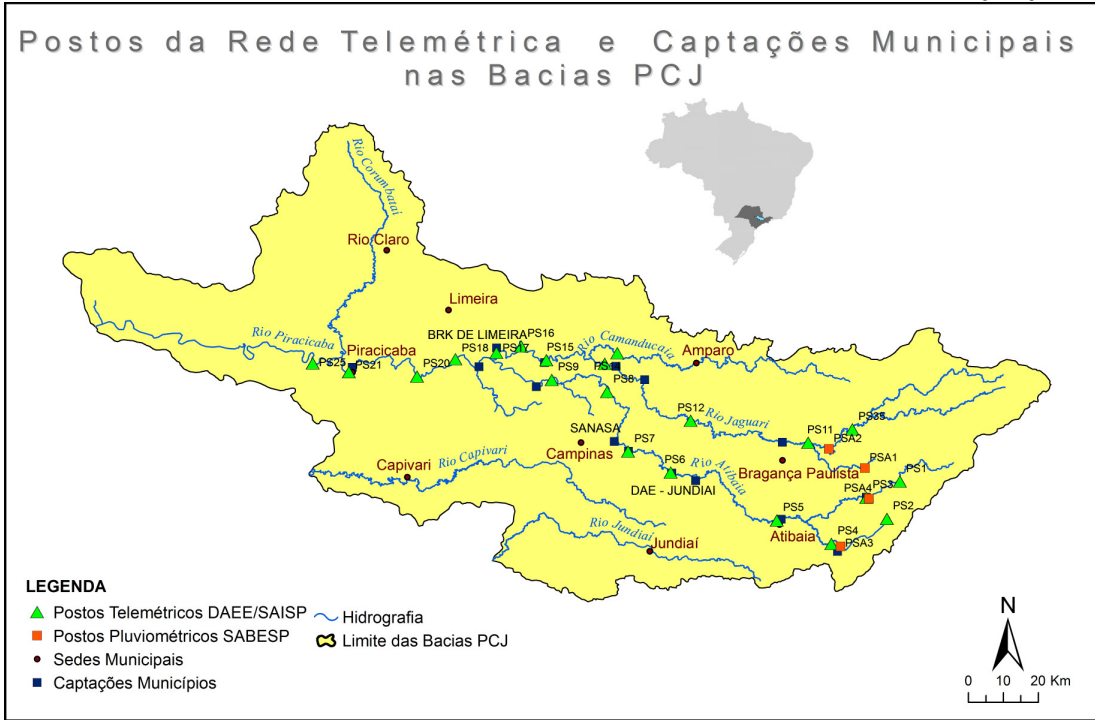 Postos da Rede Telemétrica e Captações Municipais
nas Bacias PCJ
Rio Corumbataí
Rio Claro
Limeira
BRK DE LIMEIRA
PS16
PS18
PS17
PS15
Rio Camanducaia
Amparo
Rio Piracicaba
Piracicaba
PS25
PS21
PS20
PS9
PS8
PS12
Rio Jaguari
PS11
PS35
PSA2
SANASA
Campinas
PS7
PS6
Rio Atibaia
Bragança Paulista
PSA1
PS1
Capivari
Rio Capivari
DAE - JUNDIAI
PSA4
PS3
PS2
PS5
Atibaia
PS4
PSA3
Rio Jundiaí
Jundiaí
LEGENDA
Postos Telemétricos DAEE/SAISP
Hidrografia
Postos Pluviométricos SABESP
Limite das Bacias PCJ
Sedes Municipais
Captações Municípios
N
0 10 20 Km